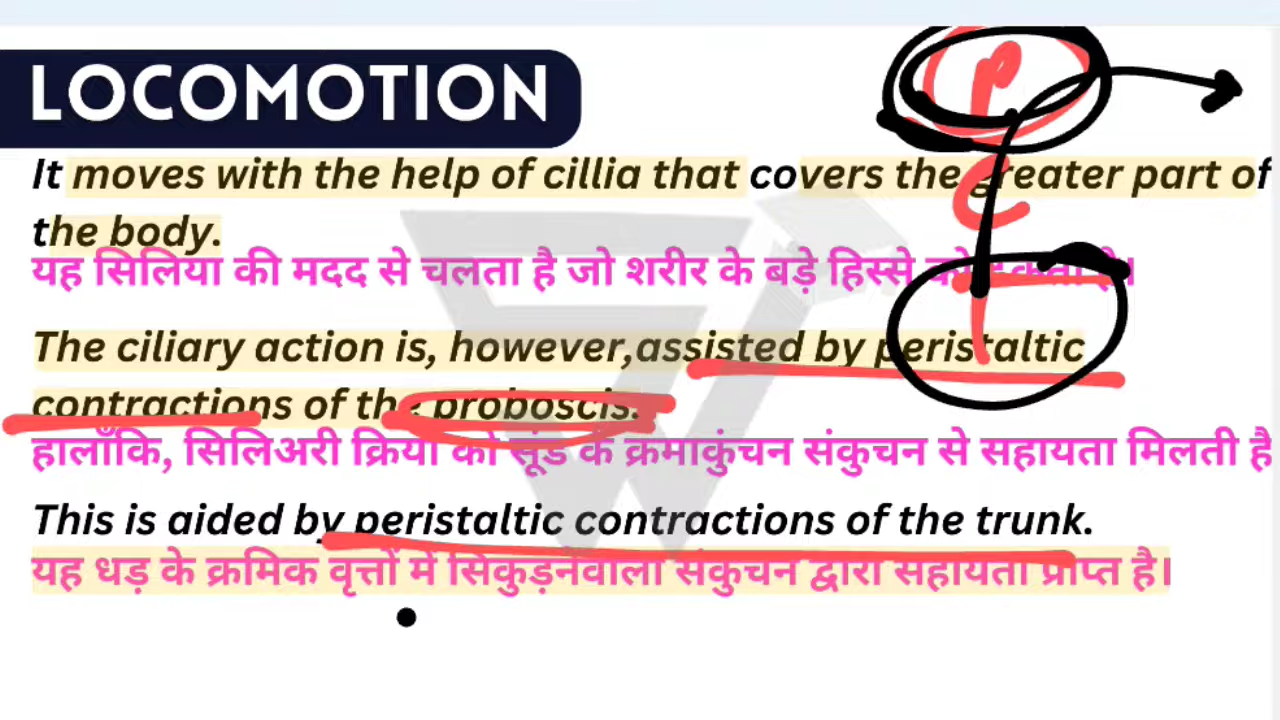 LOCOMOTION
It moves with the help of cillia that covers the greater part of
the body.
यह सिलिया की मदद से चलता है जो शरीर के बड़े हिस्से को ढकता है।
The ciliary action is, however,assisted by peristaltic
contractions of the proboscis.
हालाँकि, सिलिअरी क्रिया को सूंड के क्रमाकुंचन संकुचन से सहायता मिलती है
This is aided by peristaltic contractions of the trunk.
यह धड़ के क्रमिक वृत्तों में सिकुड़नेवाला संकुचन द्वारा सहायता प्राप्त है।
P
C
T